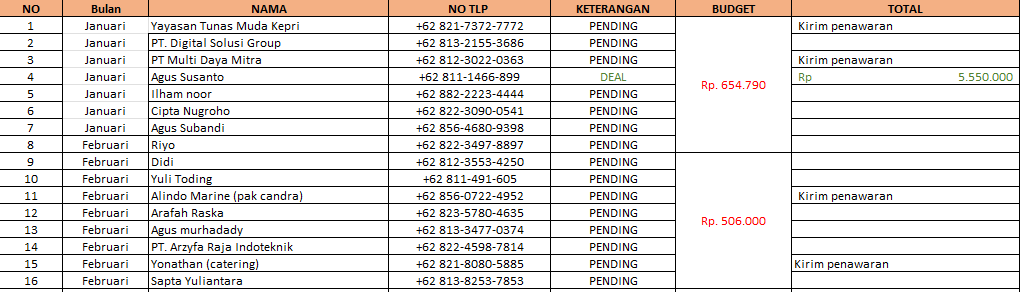 NO Bulan NAMA NO TLP KETERANGAN BUDGET TOTAL
1 Januari Yayasan Tunas Muda Kepri +62 821-7372-7772 PENDING Kirim penawaran
2 Januari PT. Digital Solusi Group +62 813-2155-3686 PENDING
3 Januari PT Multi Daya Mitra +62 812-3022-0363 PENDING Kirim penawaran
4 Januari Agus Susanto +62 811-1466-899 DEAL Rp 5.550.000
Rp. 654.790
5 Januari Ilham noor +62 882-2223-4444 PENDING
6 Januari Cipta Nugroho +62 822-3090-0541 PENDING
7 Januari Agus Subandi +62 856-4680-9398 PENDING
8 Februari Riyo +62 822-3497-8897 PENDING
9 Februari Didi +62 812-3553-4250 PENDING
10 Februari Yuli Toding +62 811-491-605 PENDING
11 Februari Alindo Marine (pak candra) +62 856-0722-4952 PENDING Kirim penawaran
12 Februari Arafah Raska +62 823-5780-4635 PENDING
Rp. 506.000
13 Februari Agus murhadady +62 813-3477-0374 PENDING
14 Februari PT. Arzyfa Raja Indoteknik +62 822-4598-7814 PENDING
15 Februari Yonathan (catering) +62 821-8080-5885 PENDING Kirim penawaran
16 Februari Sapta Yuliantara +62 813-8253-7853 PENDING